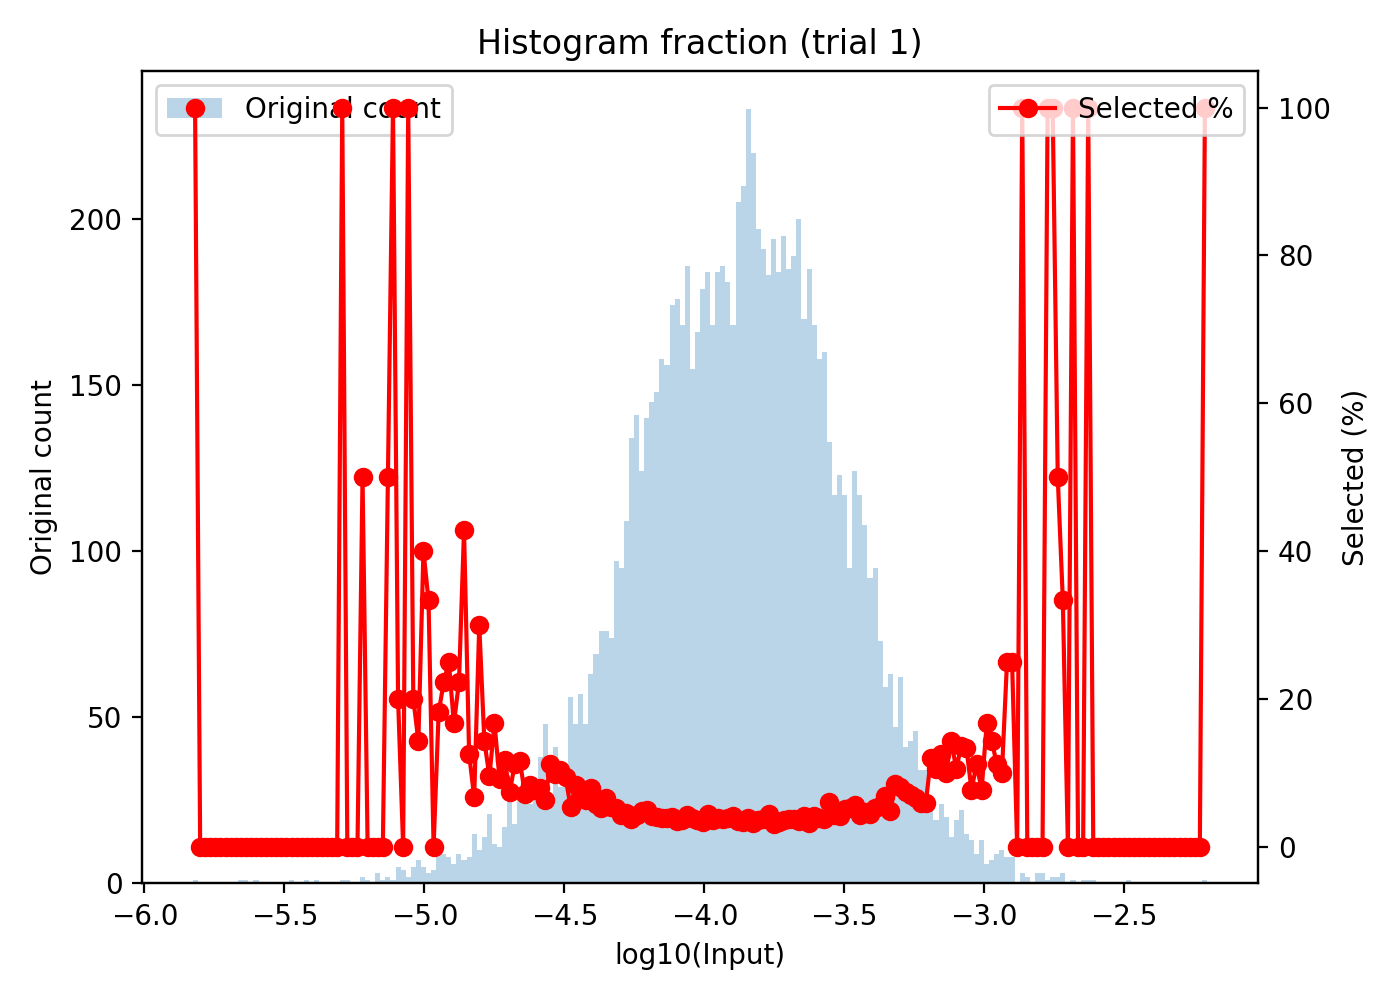 Histogram fraction (trial 1)
Original count
Selected %
200
150
100
50
0
Original count
100
80
60
40
20
0
Selected (%)
−6.0 −5.5 −5.0 −4.5 −4.0 −3.5 −3.0 −2.5
log10(Input)